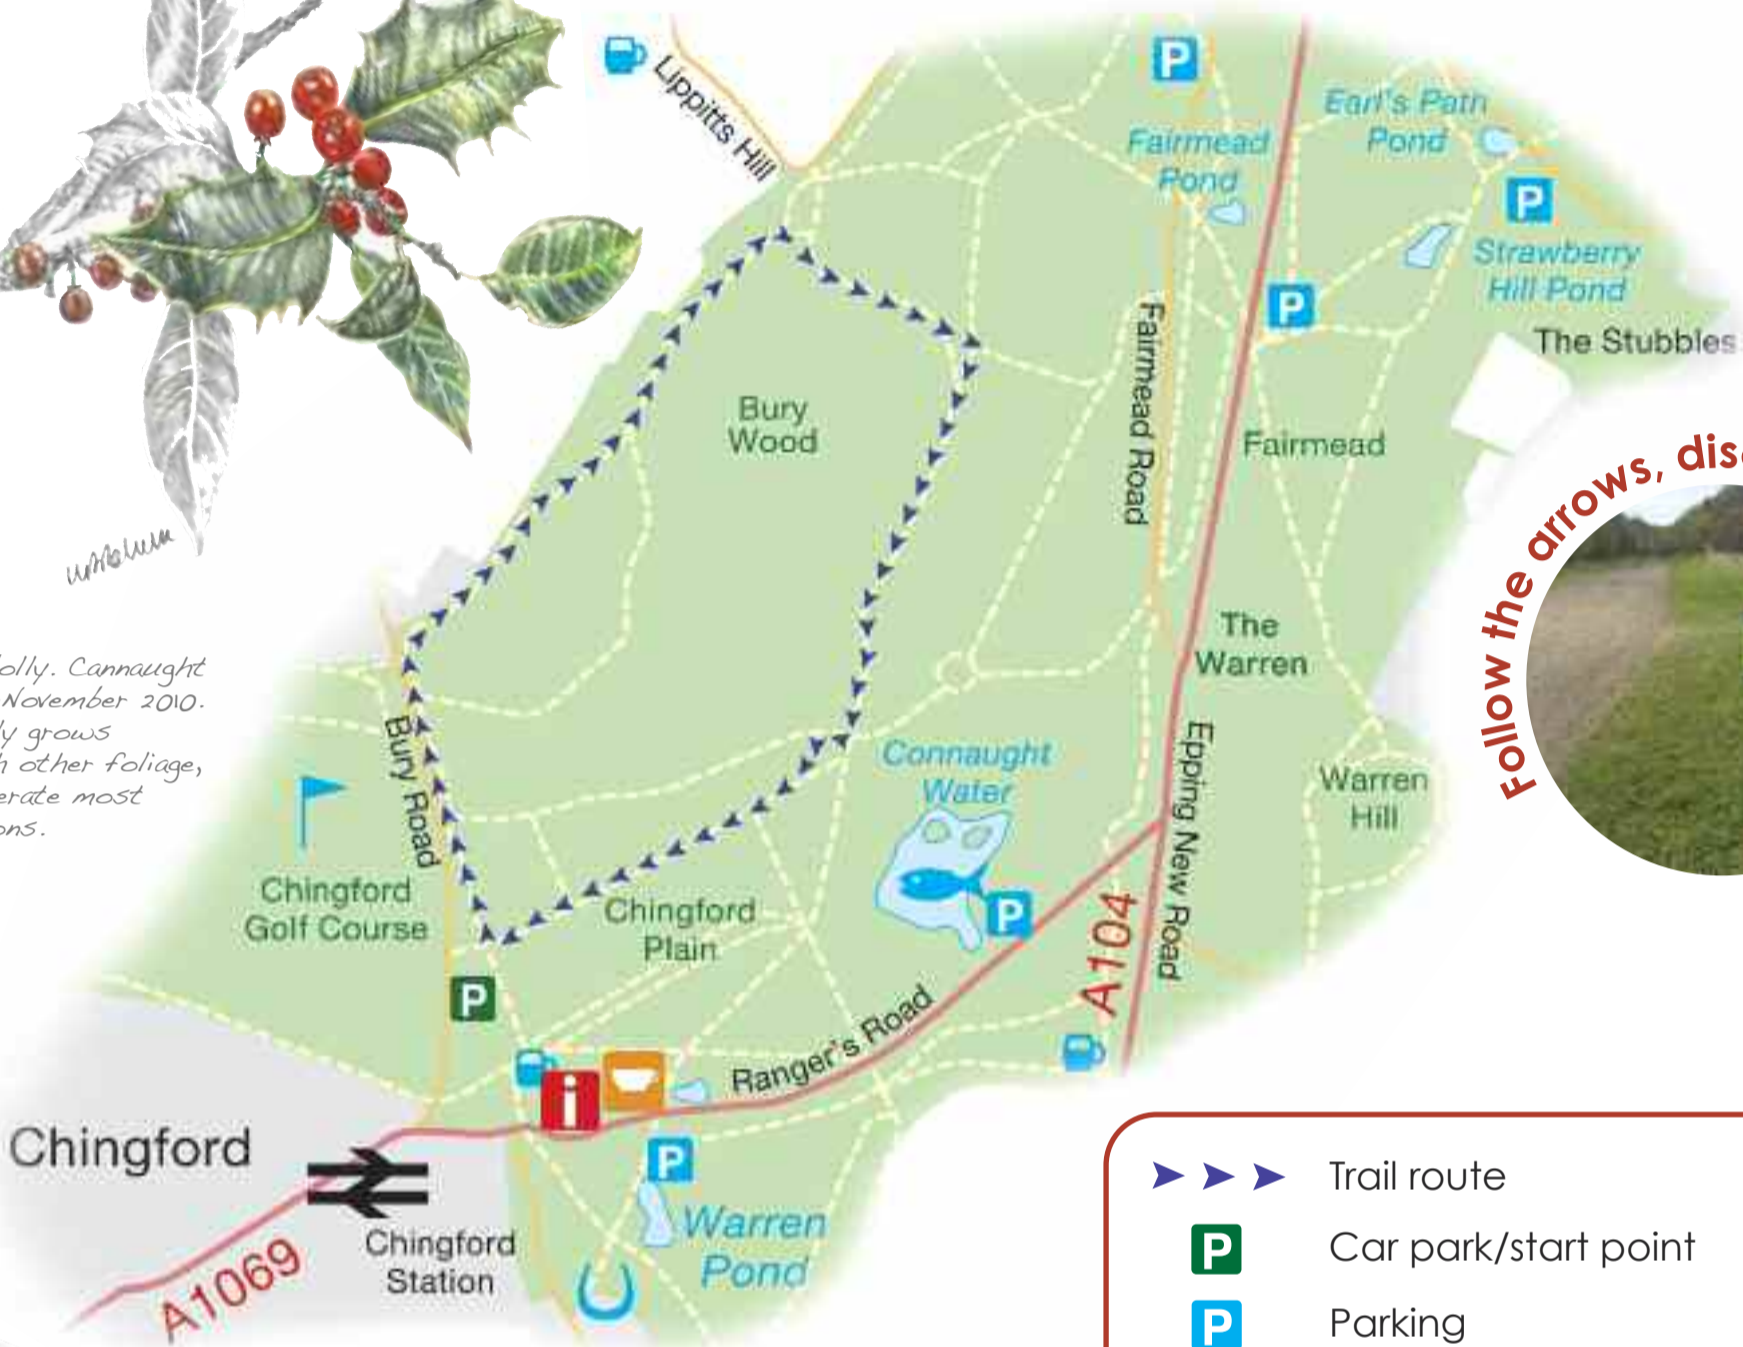 Lippitts Hill
P
Earl's Path
Pond
Fairmead
Pond
P
Strawberry
Hill Pond
P
The Stubbles
Fairmead Road
Bury
Wood
Fairmead
Follow the arrows,
olly. Cannaught
November 2010.
grows
other foliage,
most
The
Warren
Bury Road
Connaught
Water
Epping New Road
Warren
Hill
Chingford
Golf Course
Chingford
Plain
P
A104
P
Ranger's Road
i
Chingford
P
Warren
Pond
Chingford
Station
A1069
Trail route
P Car park/start point
P Parking